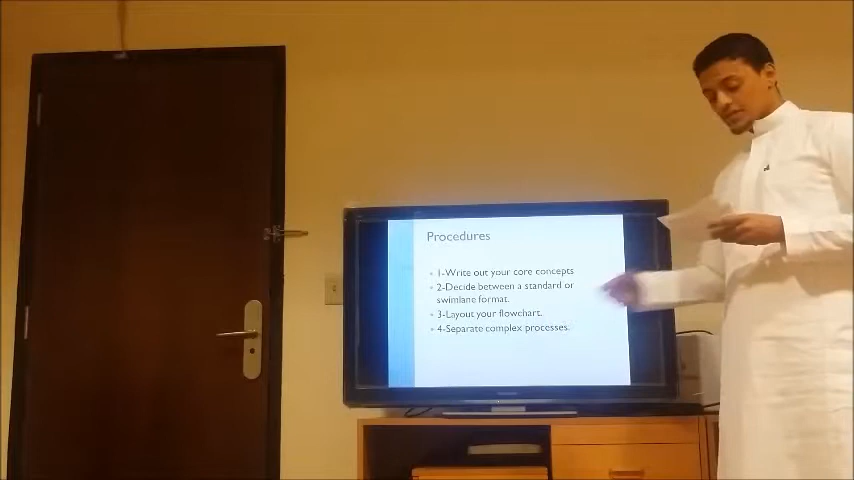 Procedures
• 1-Write out your core concepts
• 2-Decide between a standard or
swimlane format.
• 3-Layout your flowchart.
• 4-Separate complex processes.